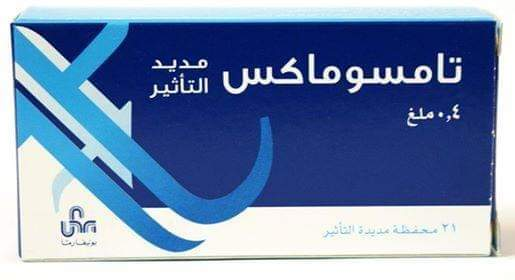 تامسوماكس مديد
التأثير
٠,٤ ملغ
٢١ محفظة مديدة التأثير
يونيفارما